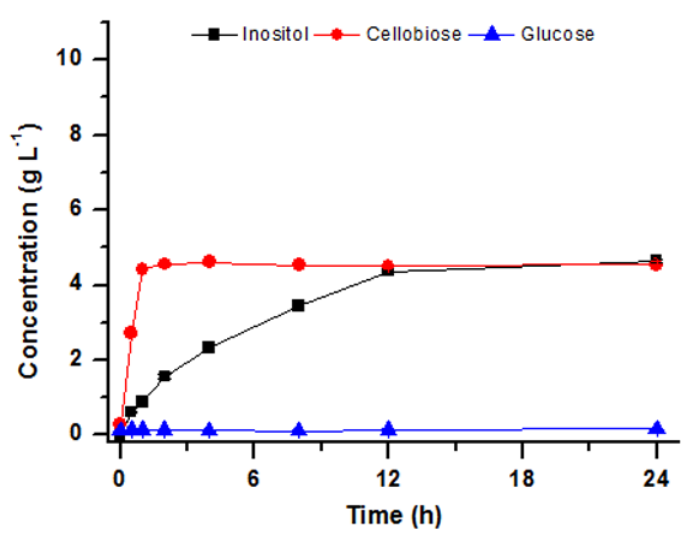 Inositol Cellobiose Glucose
10
8
6
4
2
0
0 6 12 18 24
Concentration (g L⁻¹)
Time (h)